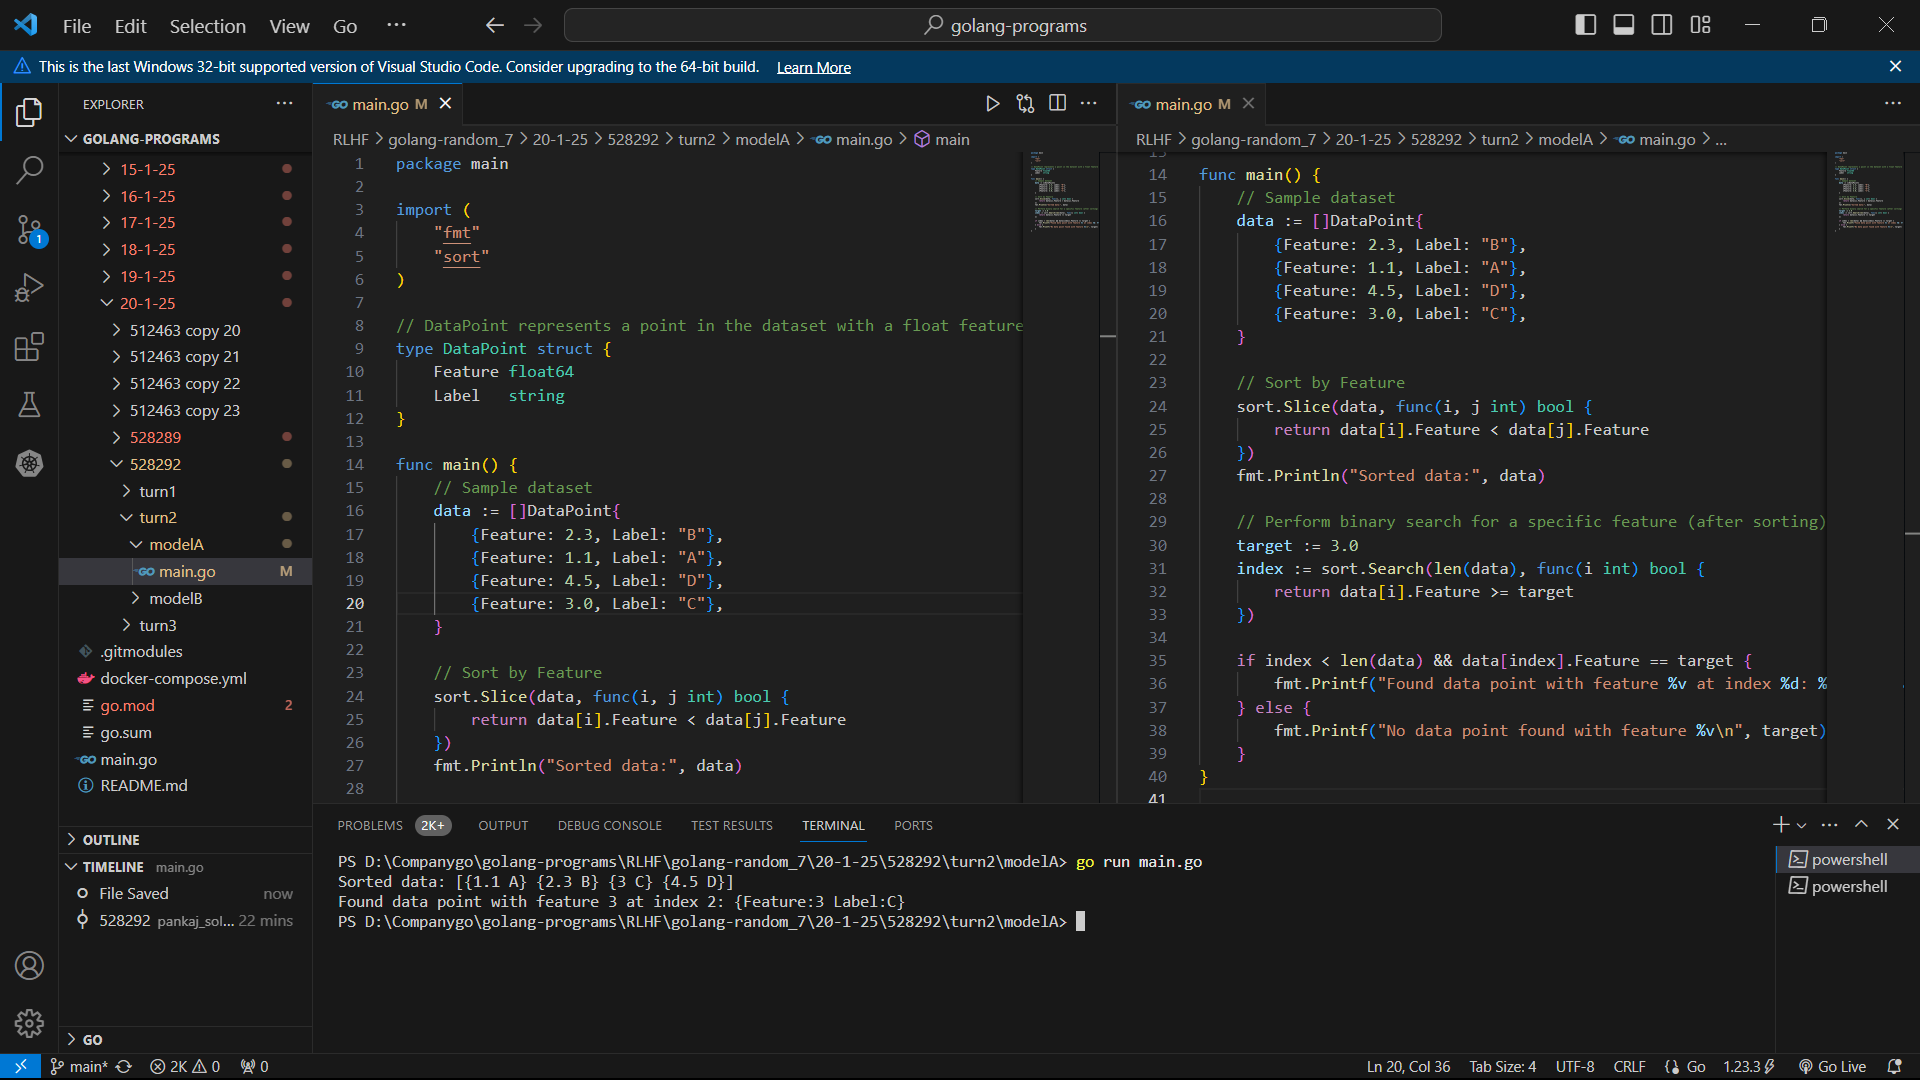 File Edit Selection View Go ··· golang-programs
This is the last Windows 32-bit supported version of Visual Studio Code. Consider upgrading to the 64-bit build. Learn More
EXPLORER ···
GOLANG-PROGRAMS
15-1-25
16-1-25
17-1-25
18-1-25
19-1-25
20-1-25
512463 copy 20
512463 copy 21
512463 copy 22
512463 copy 23
528289
528292
turn1
turn2
modelA
main.go M
modelB
turn3
.gitmodules
docker-compose.yml
go.mod 2
go.sum
main.go
README.md
OUTLINE
TIMELINE main.go
File Saved now
528292 pankaj_sol... 22 mins
GO
1
main.go M
RLHF > golang-random_7 > 20-1-25 > 528292 > turn2 > modelA > main.go > main
1 package main
2
3 import (
4 "fmt"
5 "sort"
6 )
7
8 // DataPoint represents a point in the dataset with a float feature
9 type DataPoint struct {
10 Feature float64
11 Label string
12 }
13
14 func main() {
15 // Sample dataset
16 data := []DataPoint{
17 {Feature: 2.3, Label: "B"},
18 {Feature: 1.1, Label: "A"},
19 {Feature: 4.5, Label: "D"},
20 {Feature: 3.0, Label: "C"},
21 }
22
23 // Sort by Feature
24 sort.Slice(data, func(i, j int) bool {
25 return data[i].Feature < data[j].Feature
26 })
27 fmt.Println("Sorted data:", data)
28
main.go M
RLHF > golang-random_7 > 20-1-25 > 528292 > turn2 > modelA > main.go > ...
13
14 func main() {
15 // Sample dataset
16 data := []DataPoint{
17 {Feature: 2.3, Label: "B"},
18 {Feature: 1.1, Label: "A"},
19 {Feature: 4.5, Label: "D"},
20 {Feature: 3.0, Label: "C"},
21 }
22
23 // Sort by Feature
24 sort.Slice(data, func(i, j int) bool {
25 return data[i].Feature < data[j].Feature
26 })
27 fmt.Println("Sorted data:", data)
28
29 // Perform binary search for a specific feature (after sorting)
30 target := 3.0
31 index := sort.Search(len(data), func(i int) bool {
32 return data[i].Feature >= target
33 })
34
35 if index < len(data) && data[index].Feature == target {
36 fmt.Printf("Found data point with feature %v at index %d: %
37 } else {
38 fmt.Printf("No data point found with feature %v\n", target)
39 }
40 }
41
PROBLEMS 2K+ OUTPUT DEBUG CONSOLE TEST RESULTS TERMINAL PORTS
PS D:\Companygo\golang-programs\RLHF\golang-random_7\20-1-25\528292\turn2\modelA> go run main.go
Sorted data: [{1.1 A} {2.3 B} {3 C} {4.5 D}]
Found data point with feature 3 at index 2: {Feature:3 Label:C}
PS D:\Companygo\golang-programs\RLHF\golang-random_7\20-1-25\528292\turn2\modelA>
powershell
powershell
main* 2K 0 0 Ln 20, Col 36 Tab Size: 4 UTF-8 CRLF Go 1.23.3 Go Live